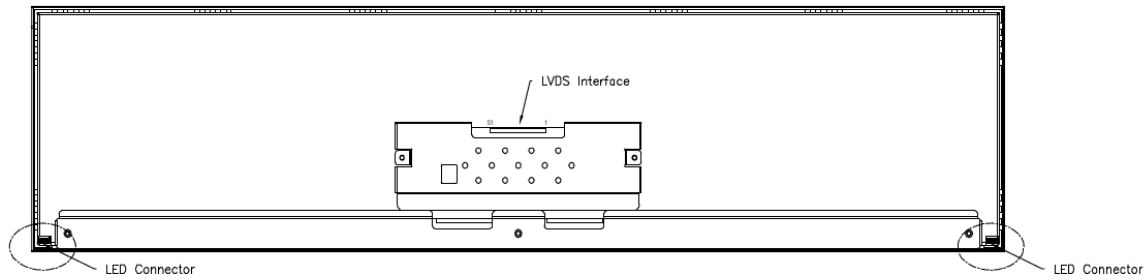 LVDS Interface
51 1
LED Connector
LED Connector